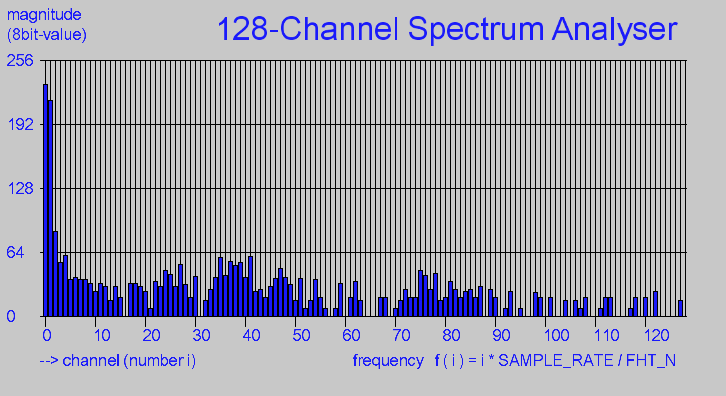 magnitude
(8bit-value)
128-Channel Spectrum Analyser
256
192
128
64
0
0 10 20 30 40 50 60 70 80 90 100 110 120
--> channel (number i)
frequency f ( i ) = i * SAMPLE_RATE / FHT_N